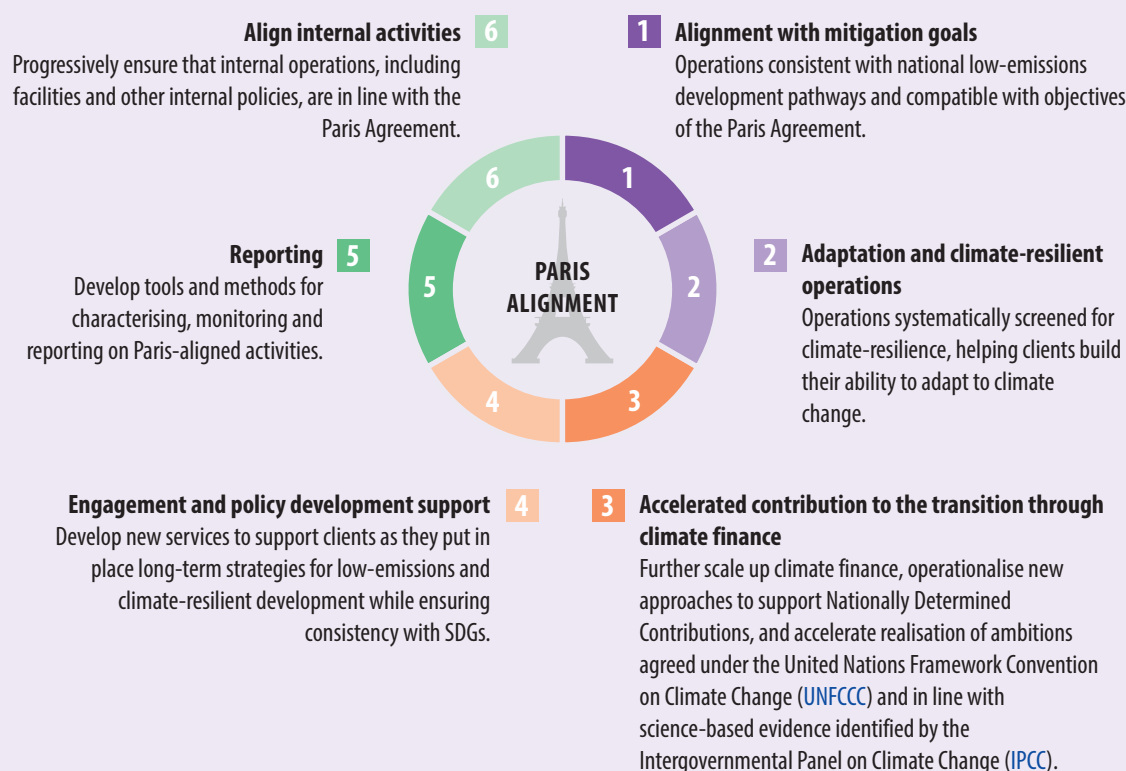 Align internal activities 6
Progressively ensure that internal operations, including
facilities and other internal policies, are in line with the
Paris Agreement.
1 Alignment with mitigation goals
Operations consistent with national low-emissions
development pathways and compatible with objectives
of the Paris Agreement.
6
1
5
PARIS
ALIGNMENT
2
4
3
Reporting 5
Develop tools and methods for
characterising, monitoring and
reporting on Paris-aligned activities.
2 Adaptation and climate-resilient
operations
Operations systematically screened for
climate-resilience, helping clients build
their ability to adapt to climate
change.
Engagement and policy development support 4
Develop new services to support clients as they put in
place long-term strategies for low-emissions and
climate-resilient development while ensuring
consistency with SDGs.
3 Accelerated contribution to the transition through
climate finance
Further scale up climate finance, operationalise new
approaches to support Nationally Determined
Contributions, and accelerate realisation of ambitions
agreed under the United Nations Framework Convention
on Climate Change (UNFCCC) and in line with
science-based evidence identified by the
Intergovernmental Panel on Climate Change (IPCC).